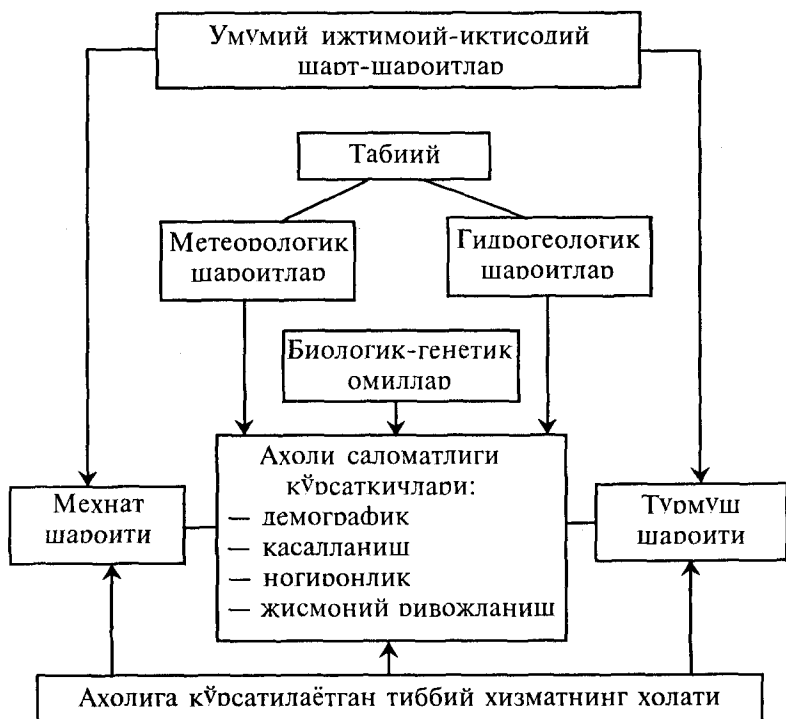 Умумий ижтимоий-иктисодий
шарт-шароитлар
Табиий
Метеорологик
шароитлар
Гидрогеологик
шароитлар
Биологик-генетик
омиллар
Ахоли саломатлиги
кўрсаткичлари:
— демографик
— касалланиш
— ногиронлик
— жисмоний ривожланиш
Мехнат
шароити
Турмуш
шароити
Ахолига кўрсатилаётган тиббий хизматнинг холати